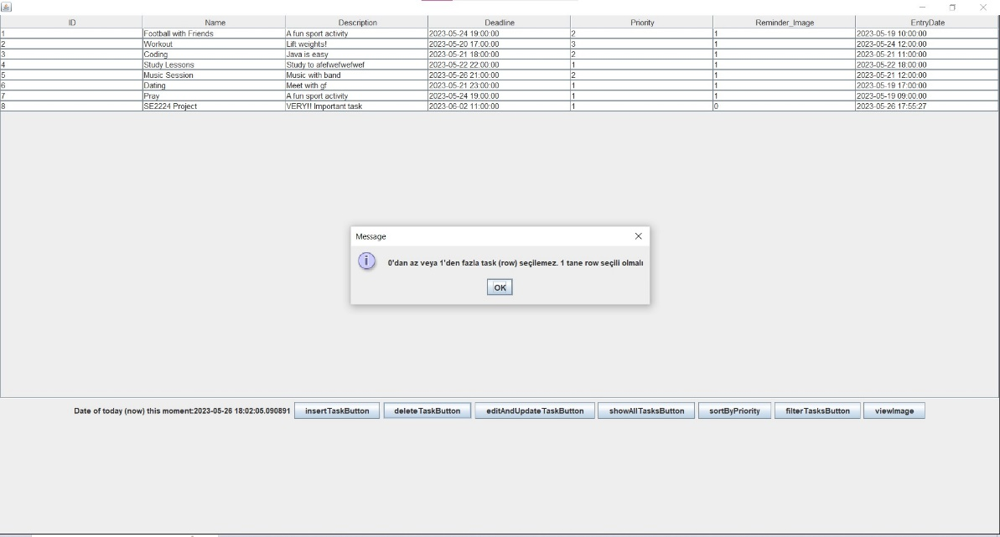 ID Name Description Deadline Priority Reminder_Image EntryDate
1 Football with Friends A fun sport activity 2023-05-24 19:00:00 2 1 2023-05-19 10:00:00
2 Workout Lift weights! 2023-05-20 17:00:00 3 1 2023-05-24 12:00:00
3 Coding Java is easy 2023-05-21 18:00:00 2 1 2023-05-21 11:00:00
4 Study Lessons Study to afefwefwefwef 2023-05-22 22:00:00 1 1 2023-05-22 18:00:00
5 Music Session Music with band 2023-05-26 21:00:00 2 1 2023-05-21 12:00:00
6 Dating Meet with gf 2023-05-21 23:00:00 1 1 2023-05-19 17:00:00
7 Pray A fun sport activity 2023-05-24 19:00:00 1 1 2023-05-19 09:00:00
8 SE2224 Project VERY!! Important task 2023-06-02 11:00:00 1 0 2023-05-26 17:55:27
Message
0'dan az veya 1'den fazla task (row) seçilemez. 1 tane row seçili olmalı
OK
Date of today (now) this moment:2023-05-26 18:02:05.090891 insertTaskButton deleteTaskButton editAndUpdateTaskButton showAllTasksButton sortByPriority filterTasksButton viewImage